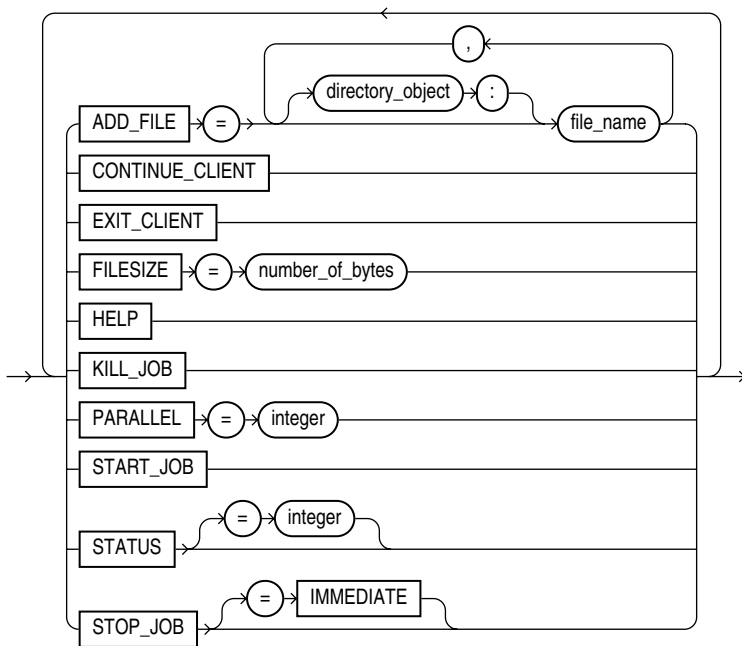 ,
directory_object :
ADD_FILE = file_name
CONTINUE_CLIENT
EXIT_CLIENT
FILESIZE = number_of_bytes
HELP
KILL_JOB
PARALLEL = integer
START_JOB
= integer
STATUS
= IMMEDIATE
STOP_JOB